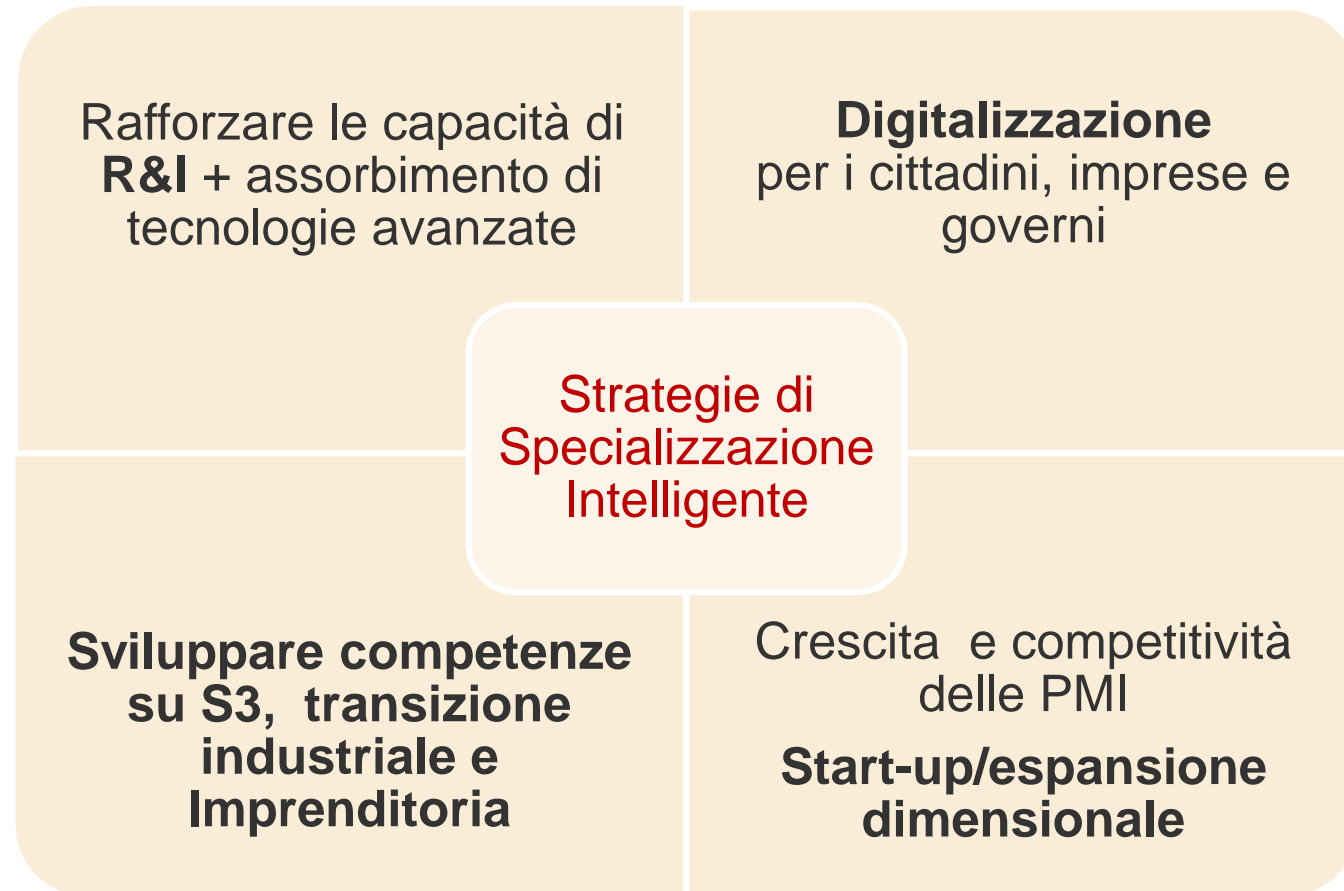 Rafforzare le capacità di
R&I + assorbimento di
tecnologie avanzate
Digitalizzazione
per i cittadini, imprese e
governi
Strategie di
Specializzazione
Intelligente
Sviluppare competenze
su S3,  transizione
industriale e
Imprenditoria
Crescita  e competitività
delle PMI
Start-up/espansione
dimensionale